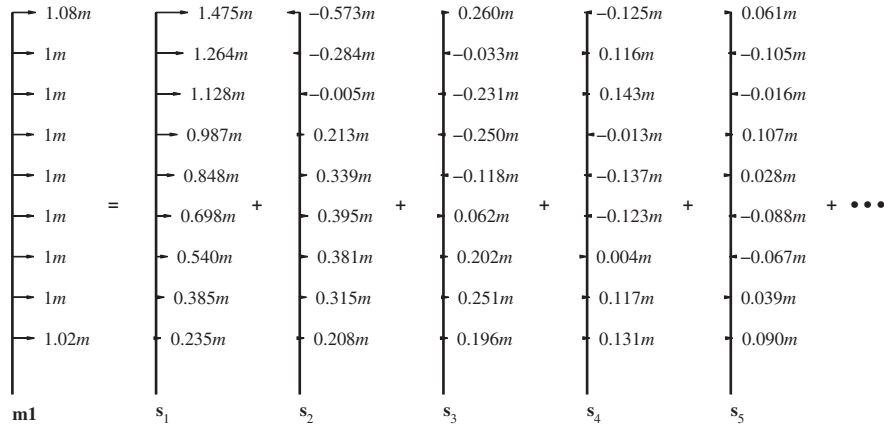 1.08m 1.475m −0.573m 0.260m −0.125m 0.061m
1m 1.264m −0.284m −0.033m 0.116m −0.105m
1m 1.128m −0.005m −0.231m 0.143m −0.016m
1m 0.987m 0.213m −0.250m −0.013m 0.107m
1m 0.848m 0.339m −0.118m −0.137m 0.028m
= + + + + + •••
1m 0.698m 0.395m 0.062m −0.123m −0.088m
1m 0.540m 0.381m 0.202m 0.004m −0.067m
1m 0.385m 0.315m 0.251m 0.117m 0.039m
1.02m 0.235m 0.208m 0.196m 0.131m 0.090m
m1 s1 s2 s3 s4 s5